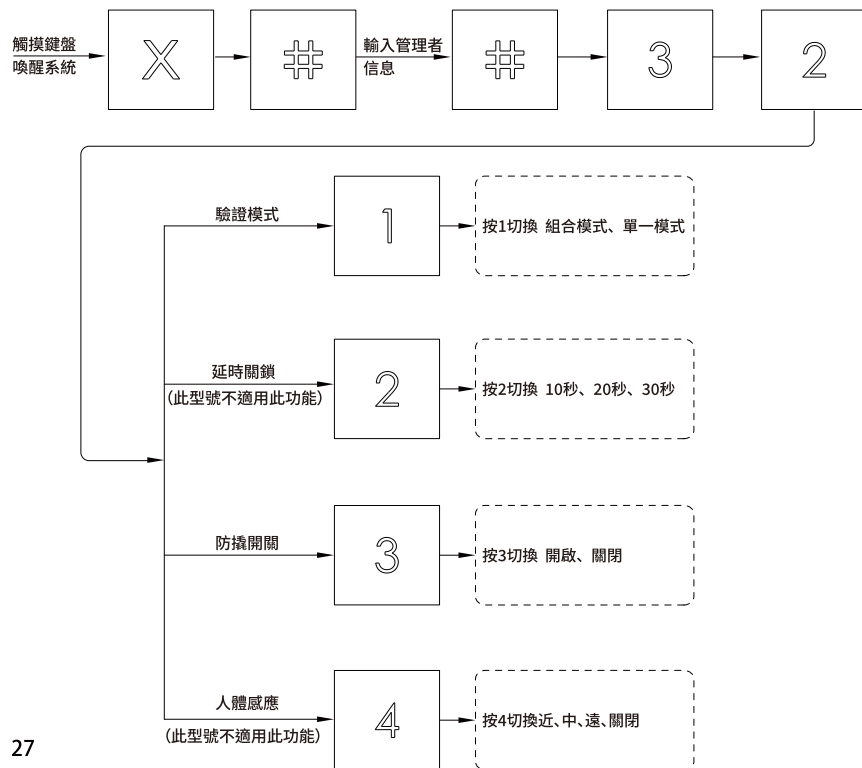 觸摸鍵盤
喚醒系統
X
#
輸入管理者
信息
#
3
2
驗證模式
1
按1切換 組合模式、單一模式
延時關鎖
(此型號不適用此功能)
2
按2切換 10秒、20秒、30秒
防撬開關
3
按3切換 開啟、關閉
人體感應
(此型號不適用此功能)
4
按4切換近、中、遠、關閉
27